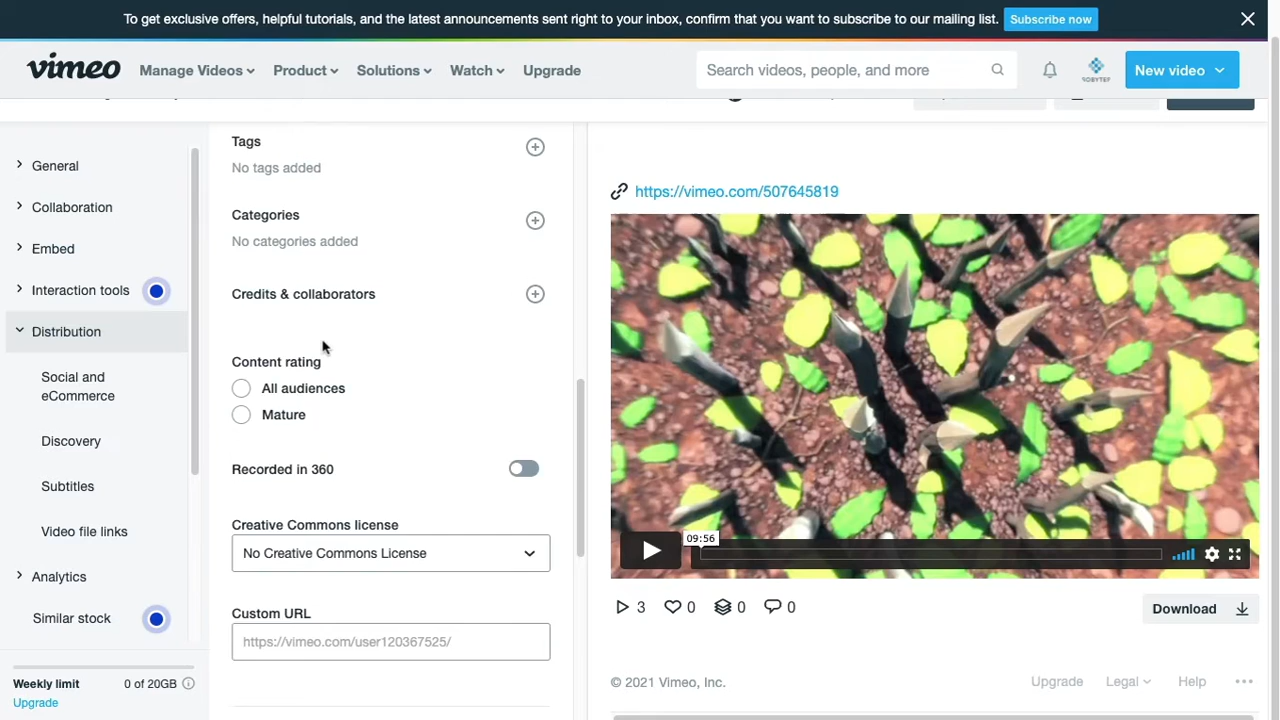 To get exclusive offers, helpful tutorials, and the latest announcements sent right to your inbox, confirm that you want to subscribe to our mailing list. Subscribe now
vimeo Manage Videos Product Solutions Watch Upgrade Search videos, people, and more New video
General
Collaboration
Embed
Interaction tools
Distribution
Social and
eCommerce
Discovery
Subtitles
Video file links
Analytics
Similar stock
Weekly limit 0 of 20GB
Upgrade
Tags
No tags added
Categories
No categories added
Credits & collaborators
Content rating
All audiences
Mature
Recorded in 360
Creative Commons license
No Creative Commons License
Custom URL
https://vimeo.com/user120367525/
https://vimeo.com/507645819
09:56
3 0 0 0 Download
© 2021 Vimeo, Inc. Upgrade Legal Help